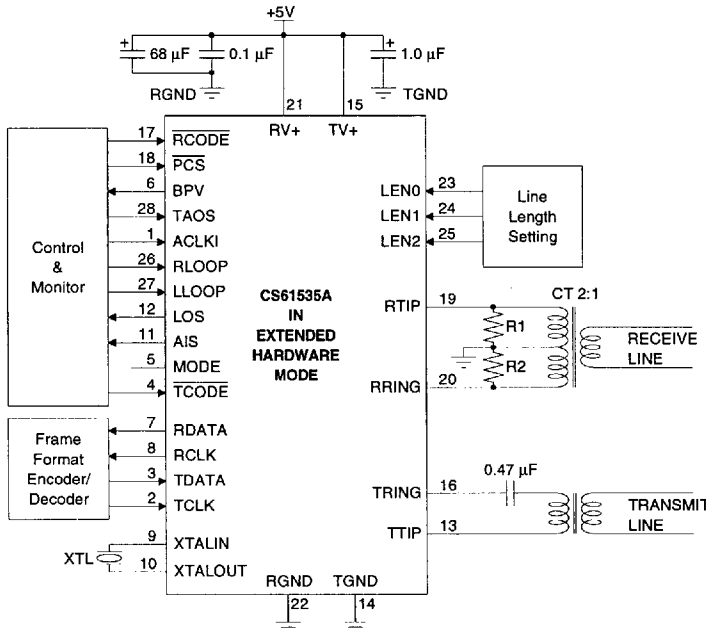 +5V
+ 68 µF 0.1 µF + 1.0 µF
RGND TGND
21 15
RV+ TV+
Control
&
Monitor
17 RCODE
18 PCS
6 BPV
28 TAOS
1 ACLKI
26 RLOOP
27 LLOOP
12 LOS
11 AIS
5 MODE
4 TCODE
Frame
Format
Encoder/
Decoder
7 RDATA
8 RCLK
3 TDATA
2 TCLK
XTL
9 XTALIN
10 XTALOUT
CS61535A
IN
EXTENDED
HARDWARE
MODE
LEN0 23
LEN1 24
LEN2 25
Line
Length
Setting
RTIP 19
R1
R2
RRING 20
CT 2:1
RECEIVE
LINE
TRING 16
0.47 µF
TTIP 13
TRANSMIT
LINE
RGND TGND
22 14